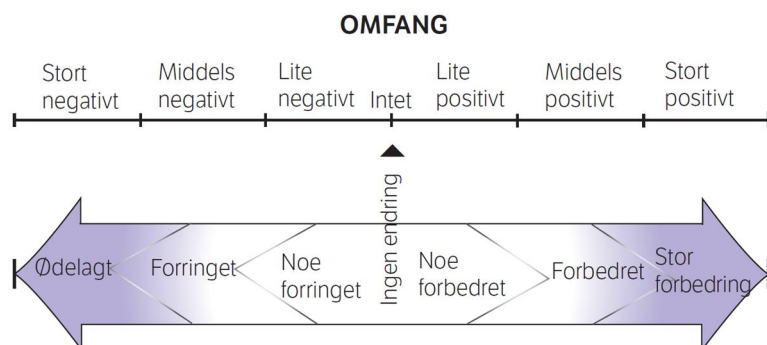 OMFANG
Stort
negativt
Middels
negativt
Lite
negativt
Intet
Lite
positivt
Middels
positivt
Stort
positivt
Ingen endring
Ødelagt
Forringet
Noe
forringet
Noe
forbedret
Forbedret
Stor
forbedring